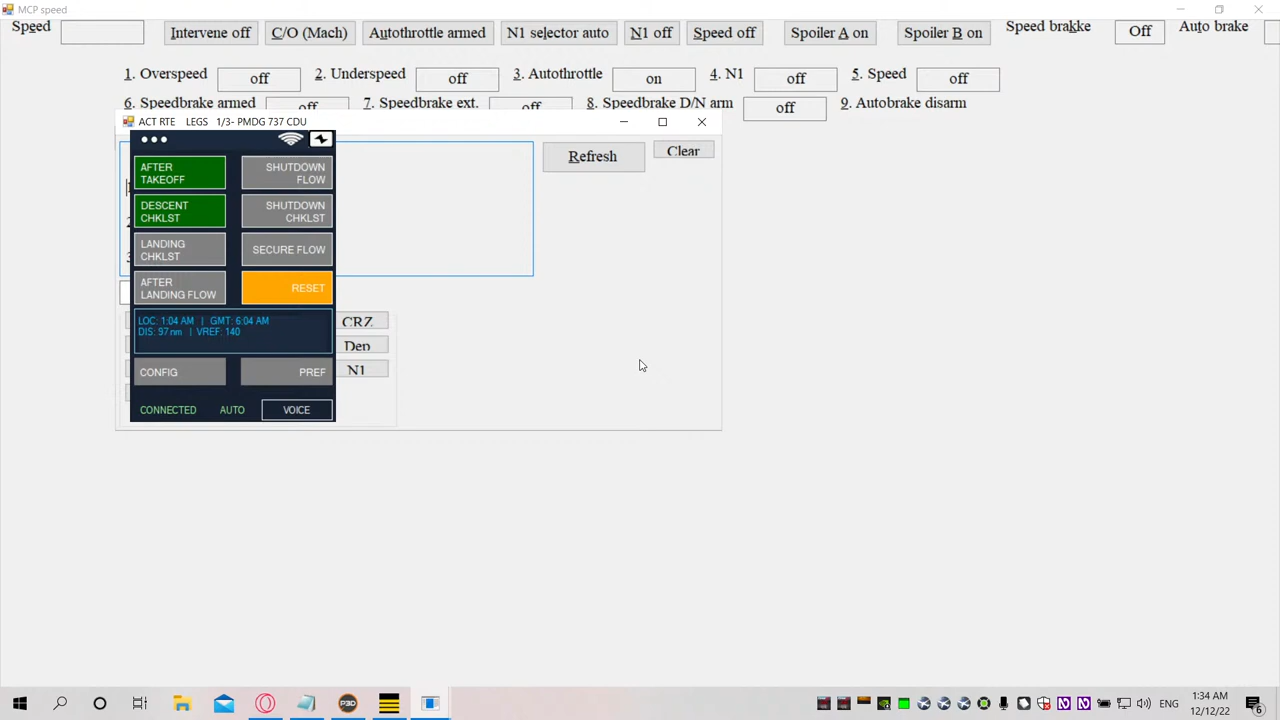 MCP speed
Speed
Intervene off
C/O (Mach)
Autothrottle armed
N1 selector auto
N1 off
Speed off
Spoiler A on
Spoiler B on
Speed brakke
Off
Auto brake
1. Overspeed
off
2. Underspeed
off
3. Autothrottle
on
4. N1
off
5. Speed
off
6. Speedbrake armed
off
7. Speedbrake ext.
off
8. Speedbrake D/N arm
off
9. Autobrake disarm
ACT RTE LEGS 1/3- PMDG 737 CDU
Refresh
Clear
AFTER
TAKEOFF
SHUTDOWN
FLOW
DESCENT
CHKLST
SHUTDOWN
CHKLST
LANDING
CHKLST
SECURE FLOW
AFTER
LANDING FLOW
RESET
LOC: 1:04 AM | GMT: 6:04 AM
DIS: 97 nm | VREF: 140
CONFIG
PREF
CONNECTED
AUTO
VOICE
CRZ
Dep
N1
P3D
ENG
1:34 AM
12/12/22
6